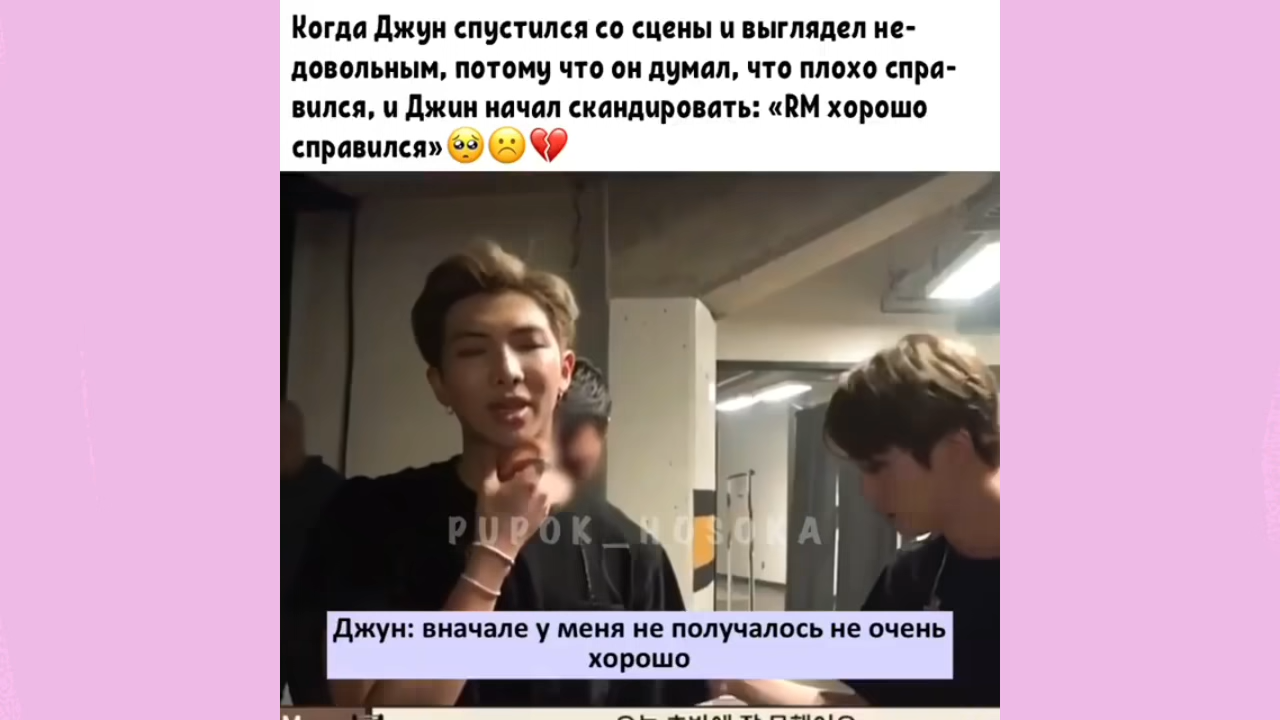 Когда Джун спустился со сцены и выглядел не-
довольным, потому что он думал, что плохо спра-
вился, и Джин начал скандировать: «RM хорошо
справился»🥺☹️💔
PUPOK_HOSOKA
Джун: вначале у меня не получалось не очень
хорошо